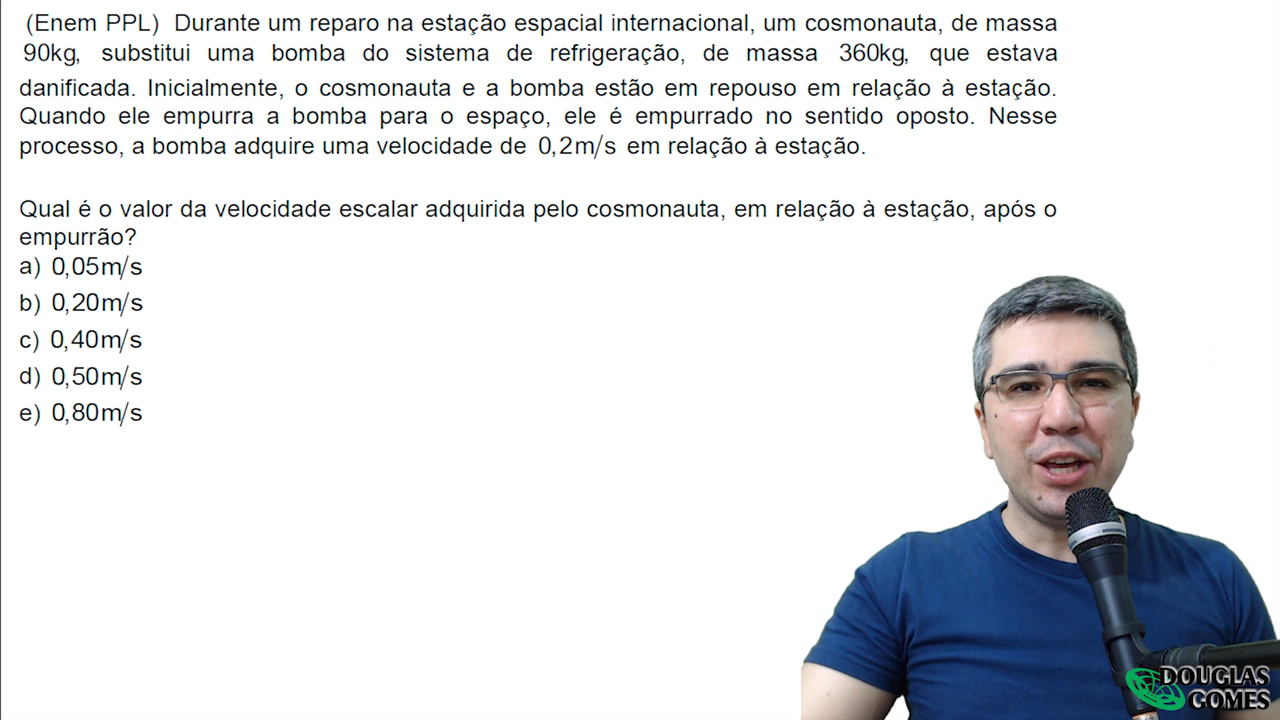 (Enem PPL) Durante um reparo na estação espacial internacional, um cosmonauta, de massa
90kg, substitui uma bomba do sistema de refrigeração, de massa 360kg, que estava
danificada. Inicialmente, o cosmonauta e a bomba estão em repouso em relação à estação.
Quando ele empurra a bomba para o espaço, ele é empurrado no sentido oposto. Nesse
processo, a bomba adquire uma velocidade de 0,2m/s em relação à estação.
Qual é o valor da velocidade escalar adquirida pelo cosmonauta, em relação à estação, após o
empurrão?
a) 0,05m/s
b) 0,20m/s
c) 0,40m/s
d) 0,50m/s
e) 0,80m/s
DOUGLAS
GOMES